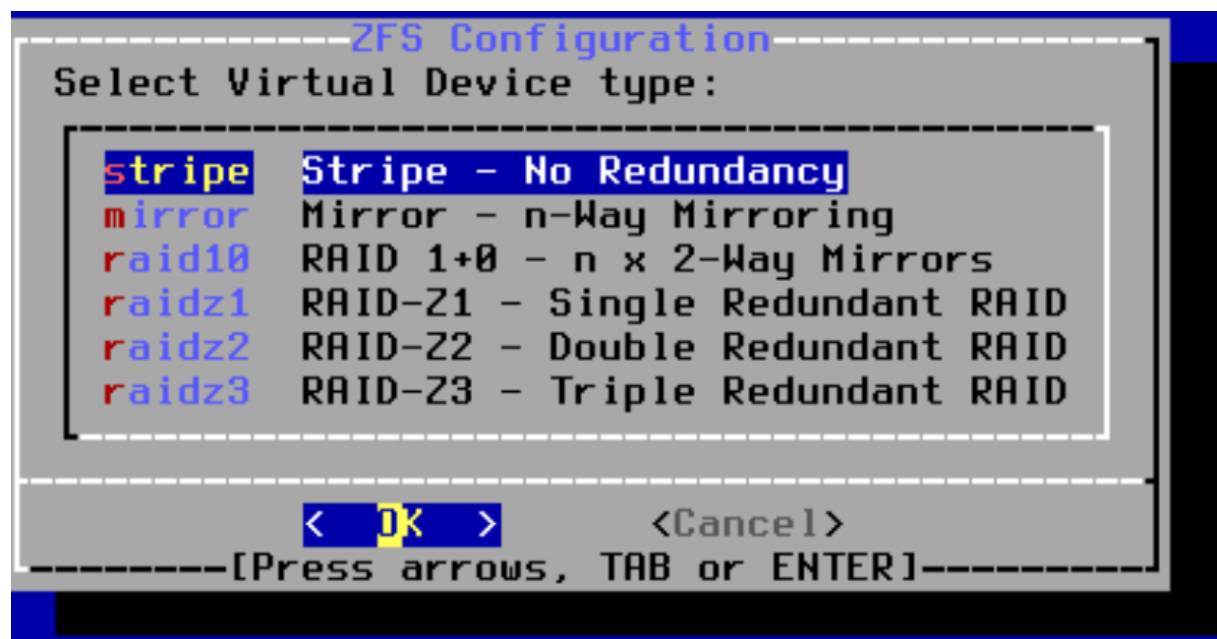 ZFS Configuration
Select Virtual Device type:
stripe Stripe - No Redundancy
mirror Mirror - n-Way Mirroring
raid10 RAID 1+0 - n x 2-Way Mirrors
raidz1 RAID-Z1 - Single Redundant RAID
raidz2 RAID-Z2 - Double Redundant RAID
raidz3 RAID-Z3 - Triple Redundant RAID
< OK > <Cancel>
[Press arrows, TAB or ENTER]